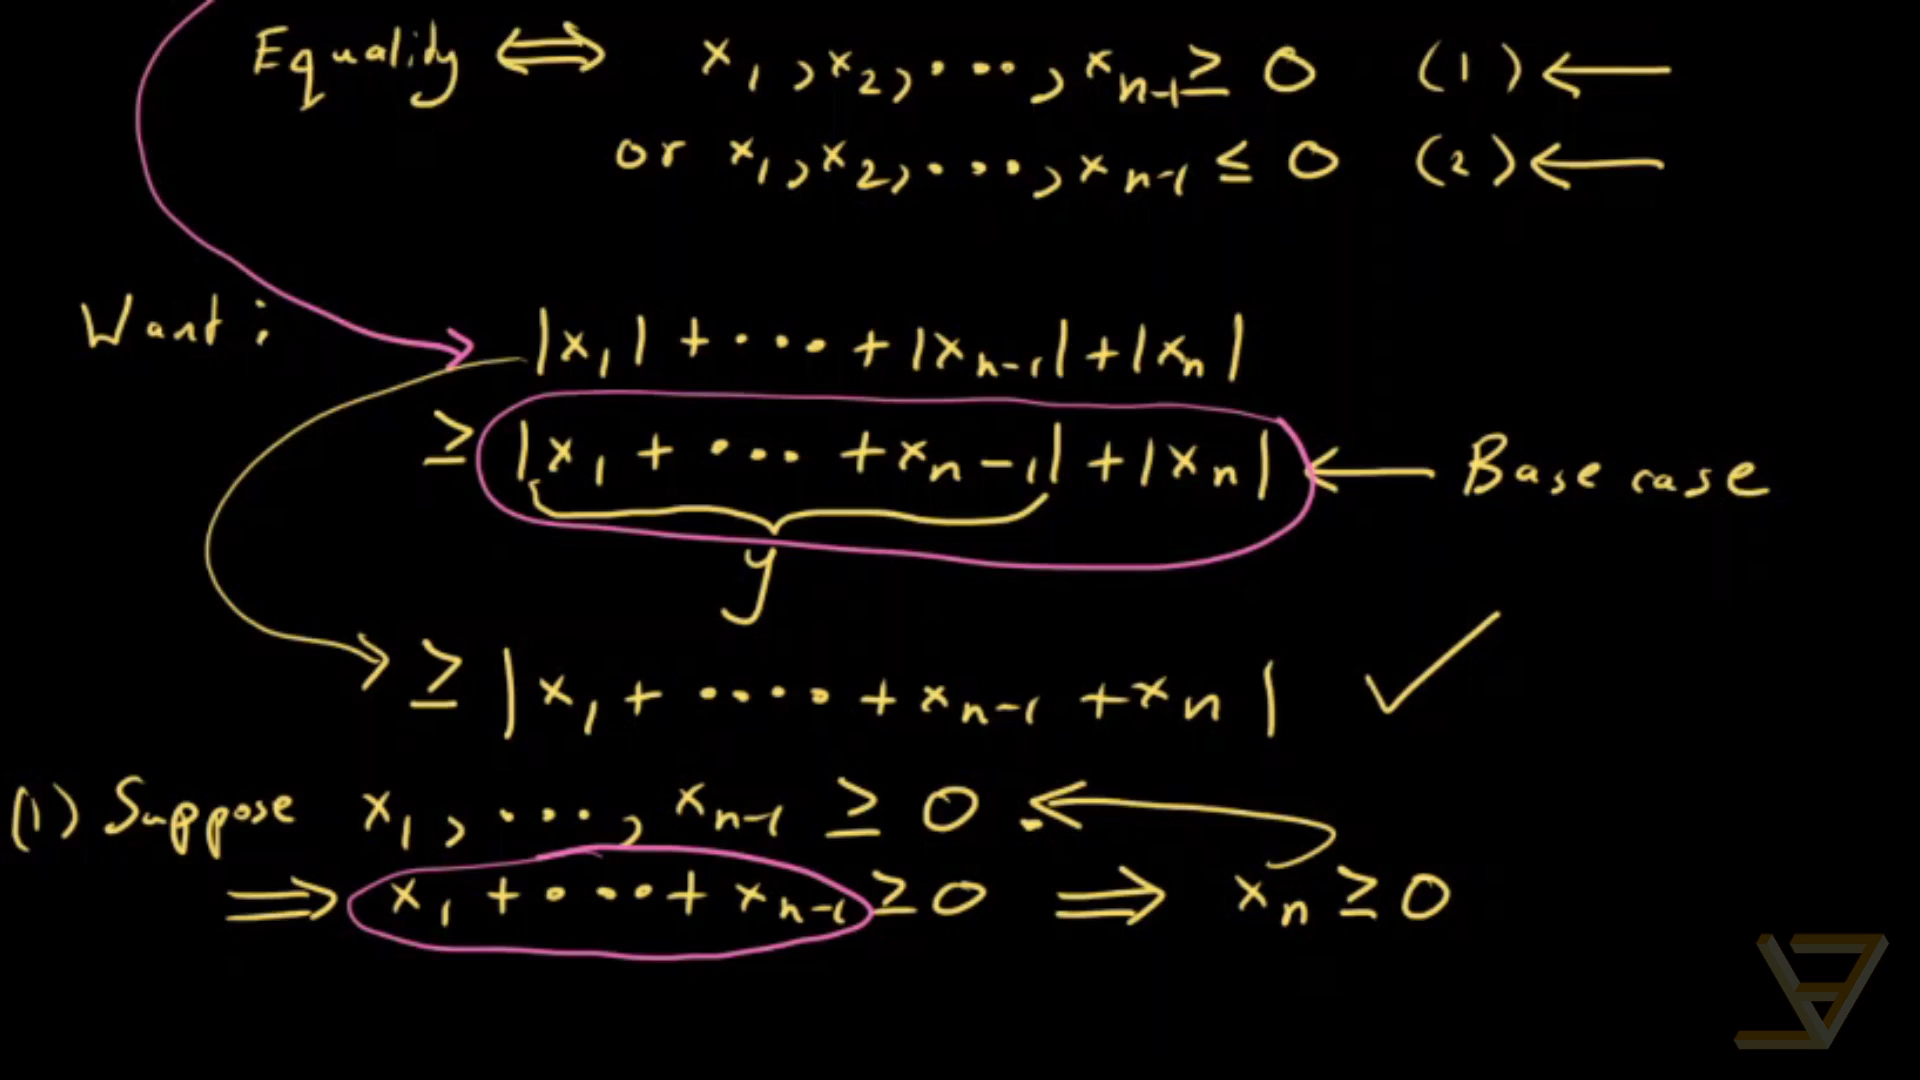 Equality ⟺ x₁, x₂, ..., xₙ₋₁ ≥ 0 (1) ←
or x₁, x₂, ..., xₙ₋₁ ≤ 0 (2) ←
Want: |x₁| + ... + |xₙ₋₁| + |xₙ|
≥ |x₁ + ... + xₙ₋₁| + |xₙ| ← Base case
y
≥ |x₁ + .... + xₙ₋₁ + xₙ| ✓
(1) Suppose x₁, ..., xₙ₋₁ ≥ 0.
⟹ x₁ + ... + xₙ₋₁ ≥ 0 ⟹ xₙ ≥ 0